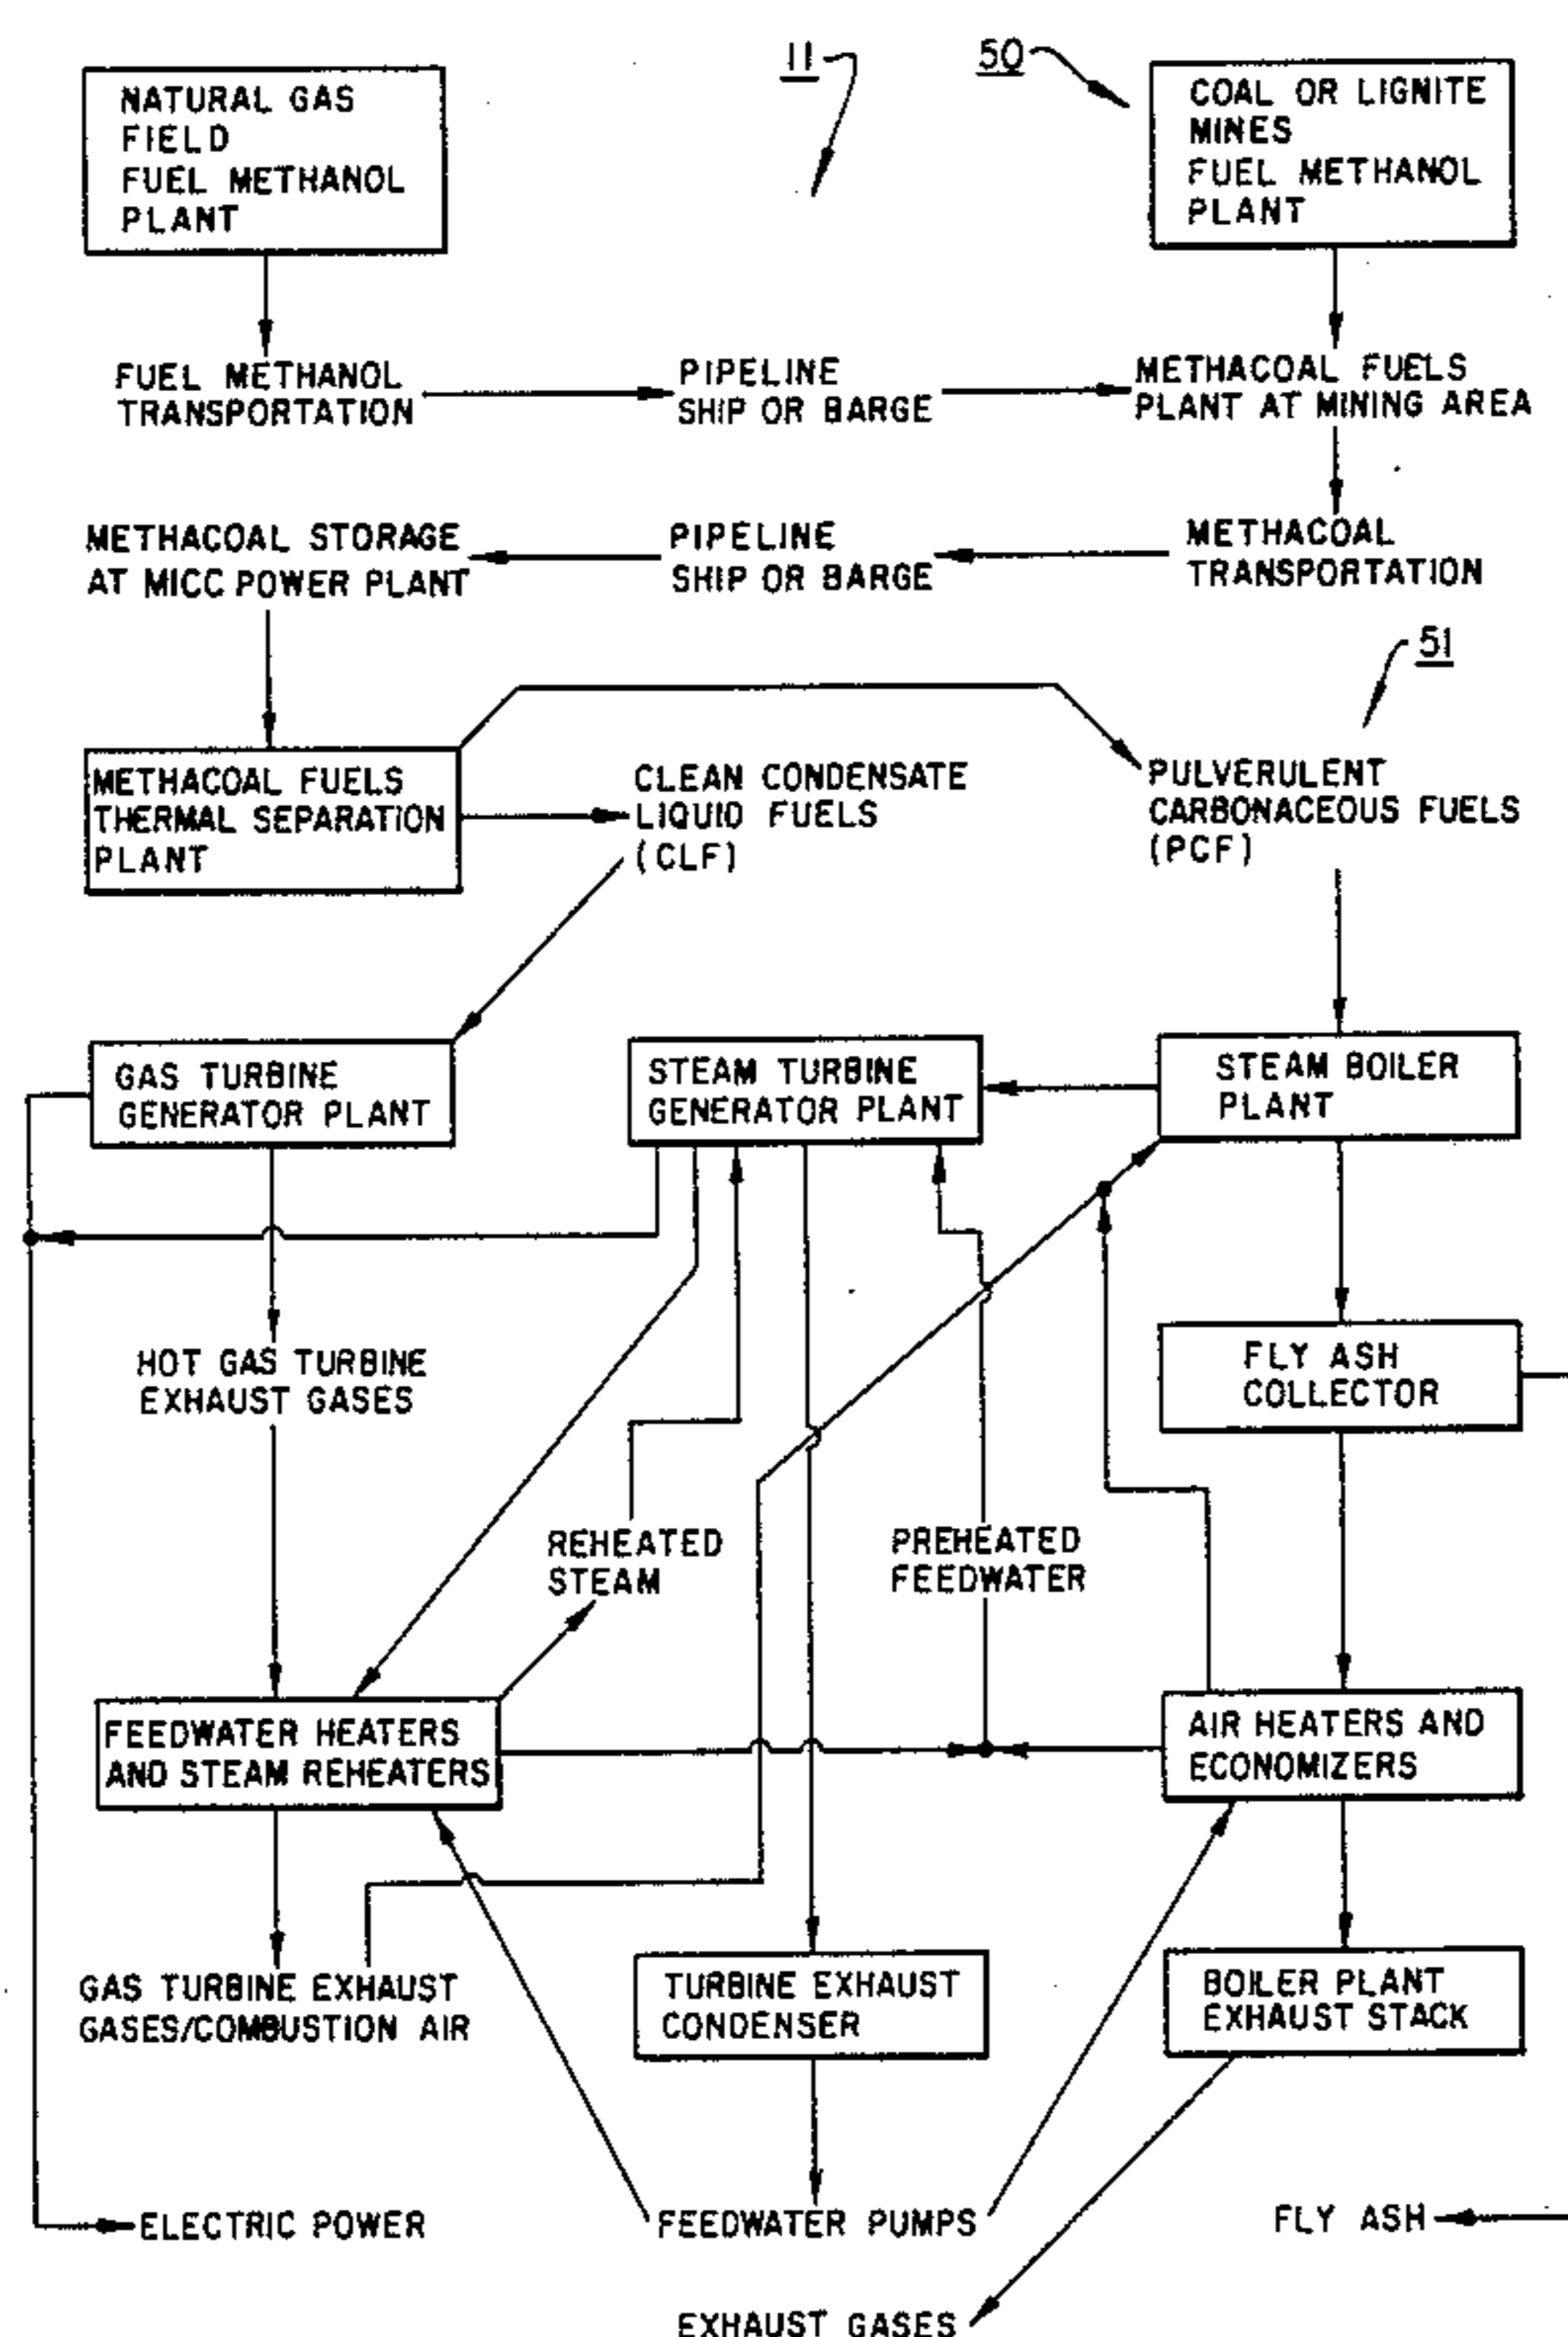 11
50
NATURAL GAS
FIELD
FUEL METHANOL
PLANT
COAL OR LIGNITE
MINES
FUEL METHANOL
PLANT
FUEL METHANOL
TRANSPORTATION
PIPELINE
SHIP OR BARGE
METHACOAL FUELS
PLANT AT MINING AREA
METHACOAL STORAGE
AT MICC POWER PLANT
PIPELINE
SHIP OR BARGE
METHACOAL
TRANSPORTATION
51
METHACOAL FUELS
THERMAL SEPARATION
PLANT
CLEAN CONDENSATE
LIQUID FUELS
(CLF)
PULVERULENT
CARBONACEOUS FUELS
(PCF)
GAS TURBINE
GENERATOR PLANT
STEAM TURBINE
GENERATOR PLANT
STEAM BOILER
PLANT
HOT GAS TURBINE
EXHAUST GASES
FLY ASH
COLLECTOR
REHEATED
STEAM
PREHEATED
FEEDWATER
FEEDWATER HEATERS
AND STEAM REHEATERS
AIR HEATERS AND
ECONOMIZERS
GAS TURBINE EXHAUST
GASES/COMBUSTION AIR
TURBINE EXHAUST
CONDENSER
BOILER PLANT
EXHAUST STACK
ELECTRIC POWER
FEEDWATER PUMPS
FLY ASH
EXHAUST GASES